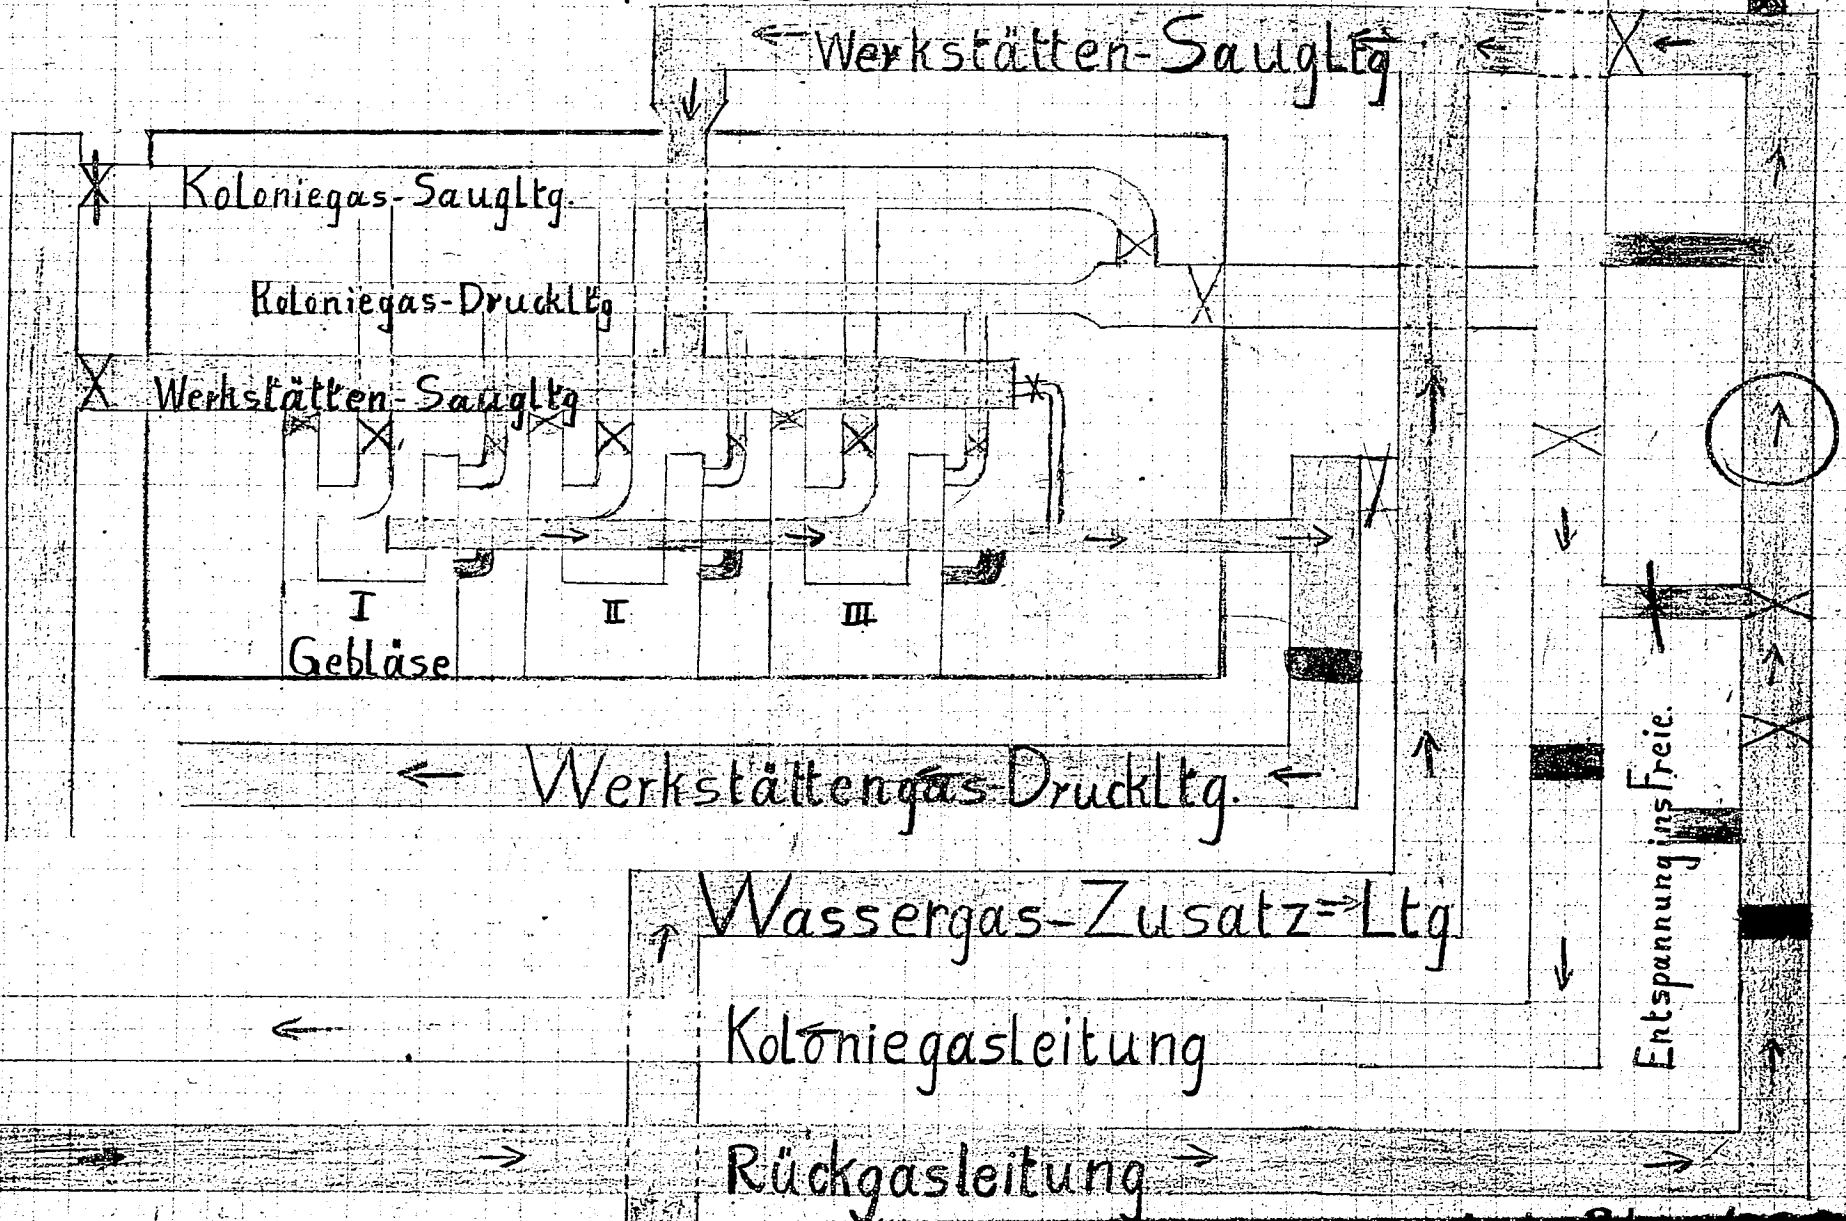 Werkstätten-SaugLtg
Koloniegas-Saugltg.
Koloniegas-Druckltg
Werkstätten-Saugltg
I II III
Gebläse
Werkstättengas-Druckltg.
Entspannung ins Freie.
Wassergas-Zusatz=Ltg
Koloniegasleitung
Rückgasleitung